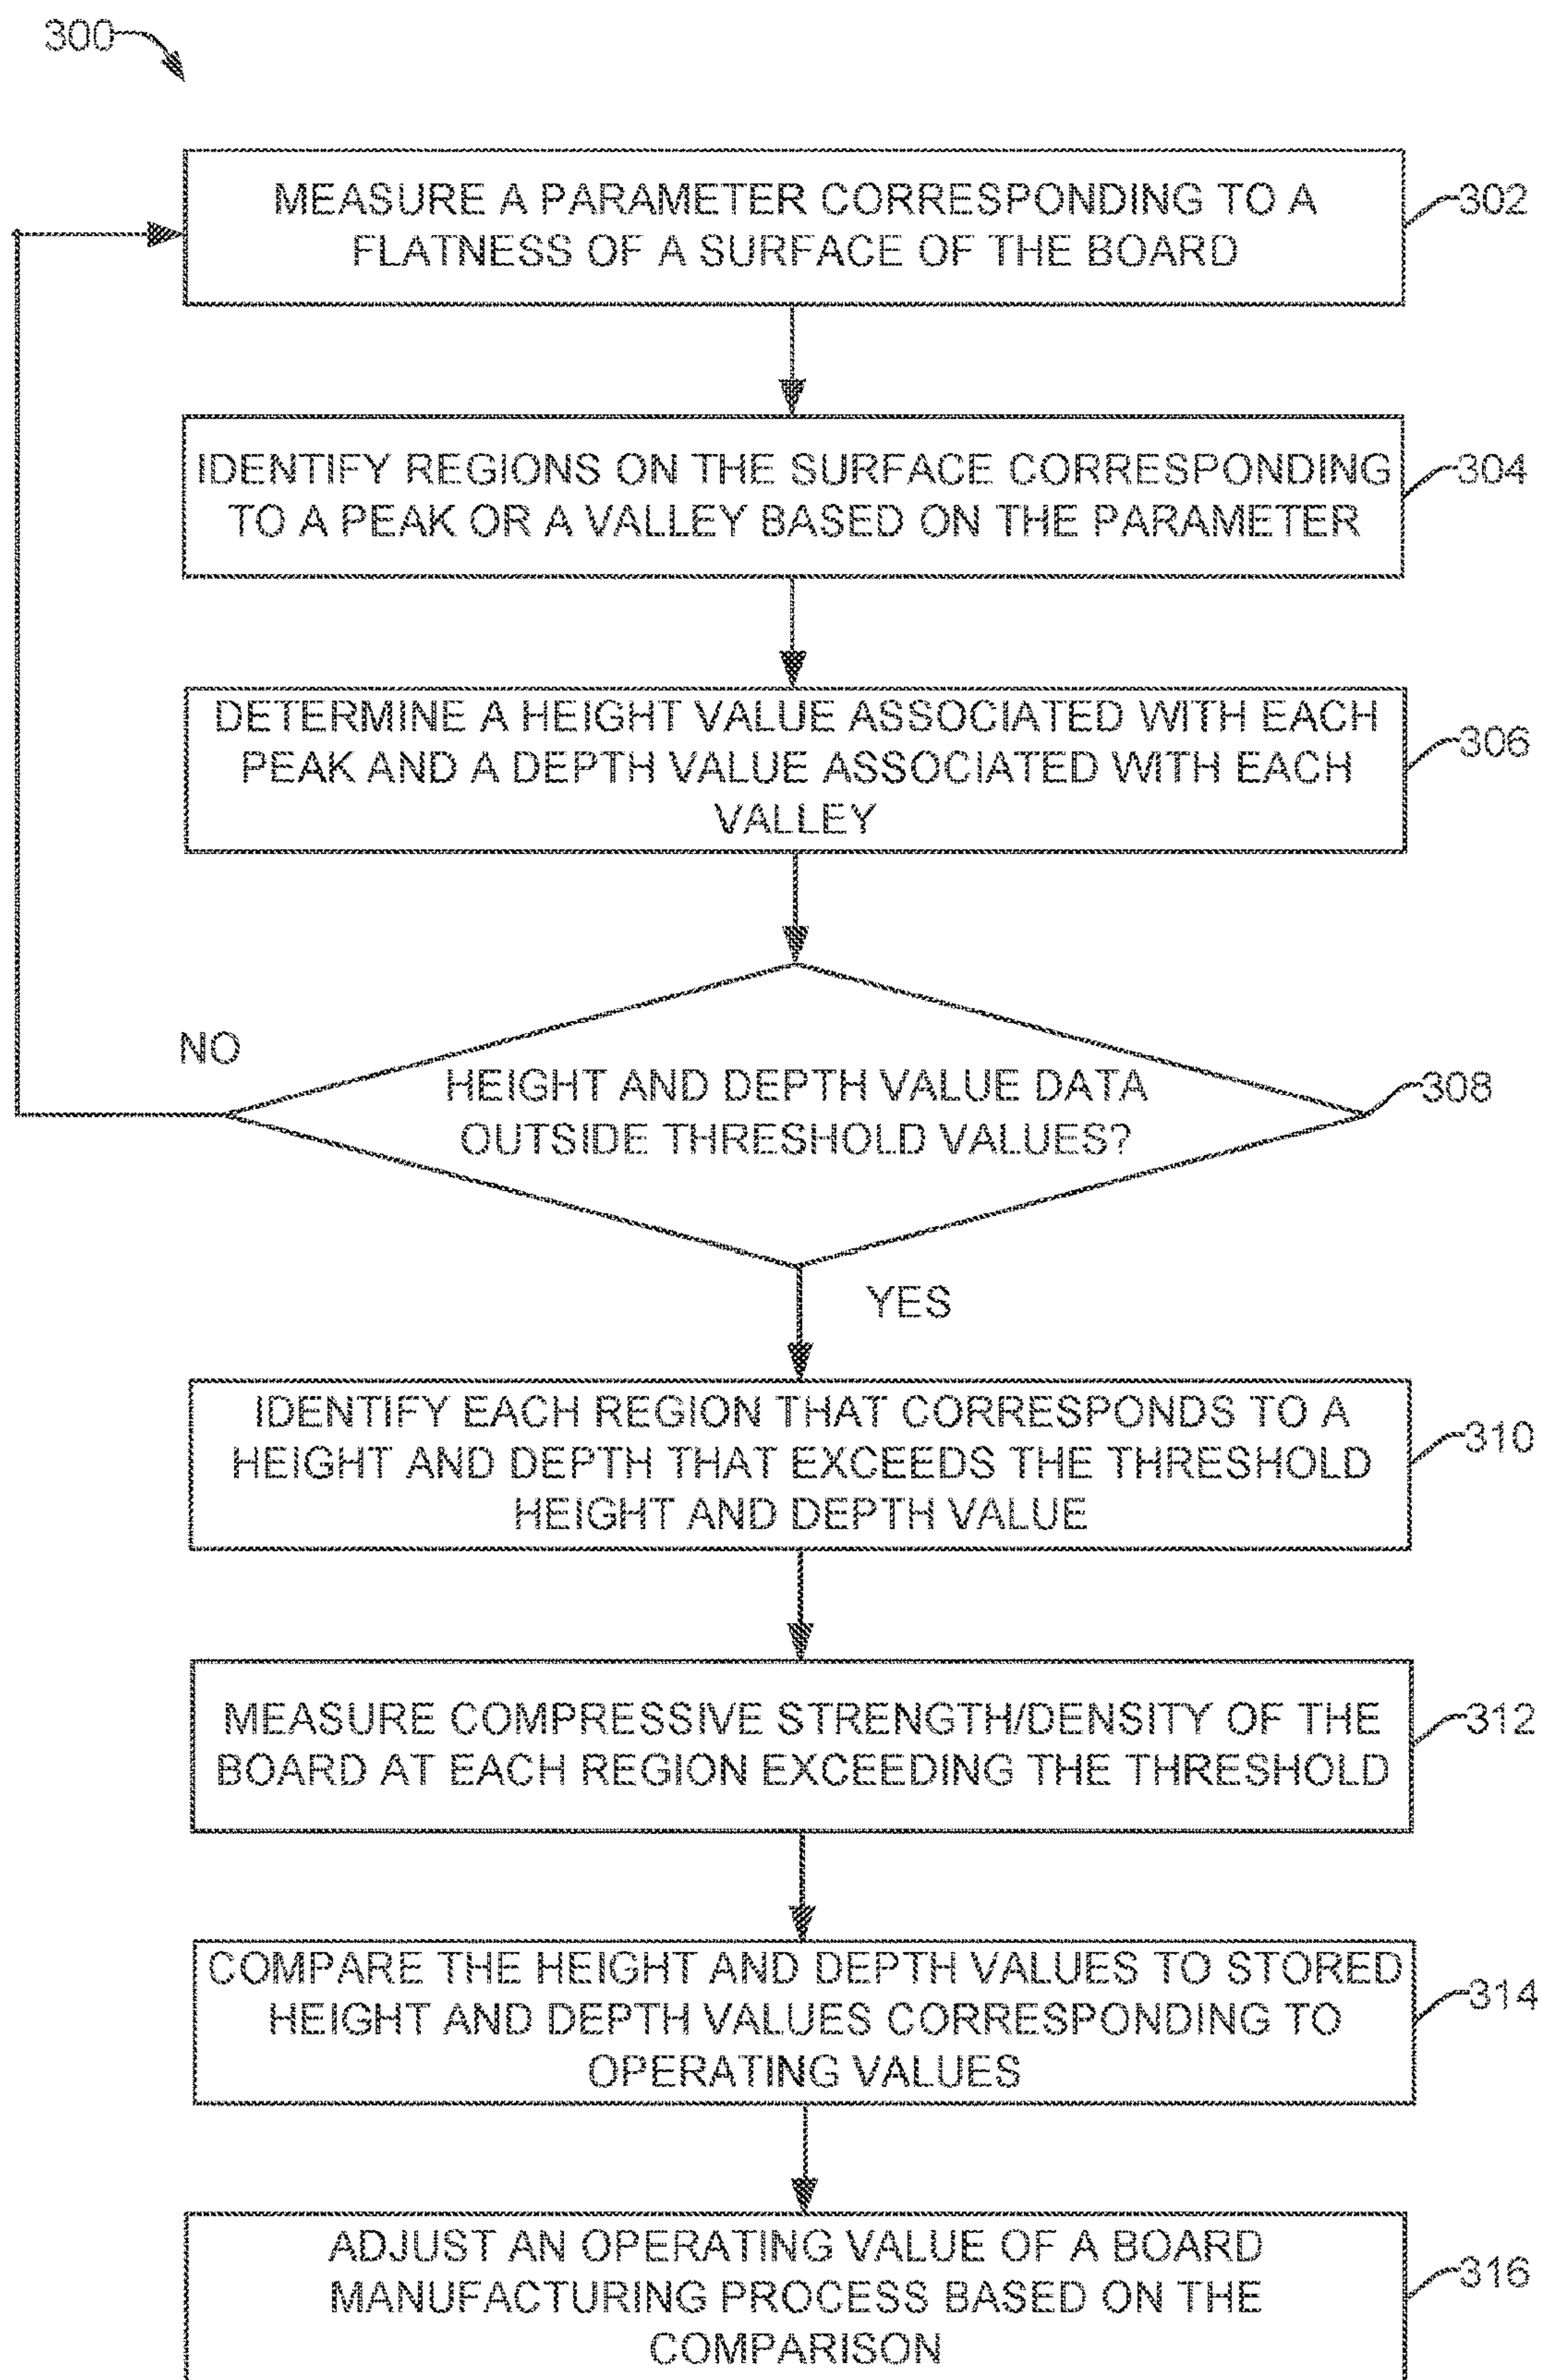 300
MEASURE A PARAMETER CORRESPONDING TO A
FLATNESS OF A SURFACE OF THE BOARD
302
IDENTIFY REGIONS ON THE SURFACE CORRESPONDING
TO A PEAK OR A VALLEY BASED ON THE PARAMETER
304
DETERMINE A HEIGHT VALUE ASSOCIATED WITH EACH
PEAK AND A DEPTH VALUE ASSOCIATED WITH EACH
VALLEY
306
NO
HEIGHT AND DEPTH VALUE DATA
OUTSIDE THRESHOLD VALUES?
308
YES
IDENTIFY EACH REGION THAT CORRESPONDS TO A
HEIGHT AND DEPTH THAT EXCEEDS THE THRESHOLD
HEIGHT AND DEPTH VALUE
310
MEASURE COMPRESSIVE STRENGTH/DENSITY OF THE
BOARD AT EACH REGION EXCEEDING THE THRESHOLD
312
COMPARE THE HEIGHT AND DEPTH VALUES TO STORED
HEIGHT AND DEPTH VALUES CORRESPONDING TO
OPERATING VALUES
314
ADJUST AN OPERATING VALUE OF A BOARD
MANUFACTURING PROCESS BASED ON THE
COMPARISON
316